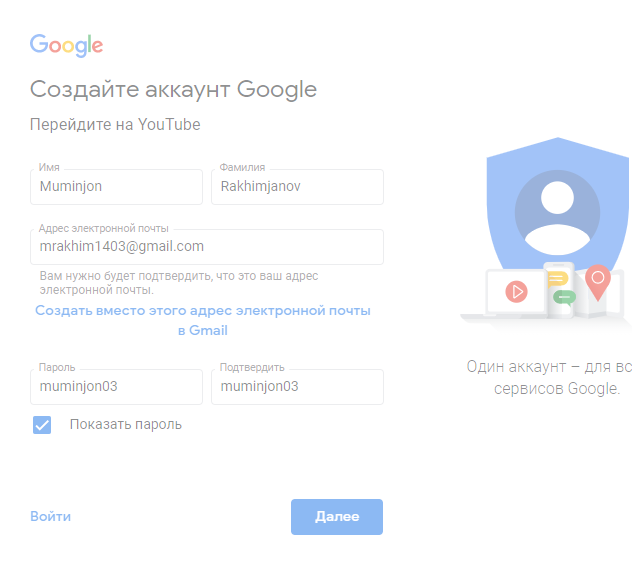 Google
Создайте аккаунт Google
Перейдите на YouTube
Имя
Muminjon
Фамилия
Rakhimjanov
Адрес электронной почты
mrakhim1403@gmail.com
Вам нужно будет подтвердить, что это ваш адрес
электронной почты.
Создать вместо этого адрес электронной почты
в Gmail
Пароль
muminjon03
Подтвердить
muminjon03
Показать пароль
Войти
Далее
Один аккаунт – для вс
сервисов Google.